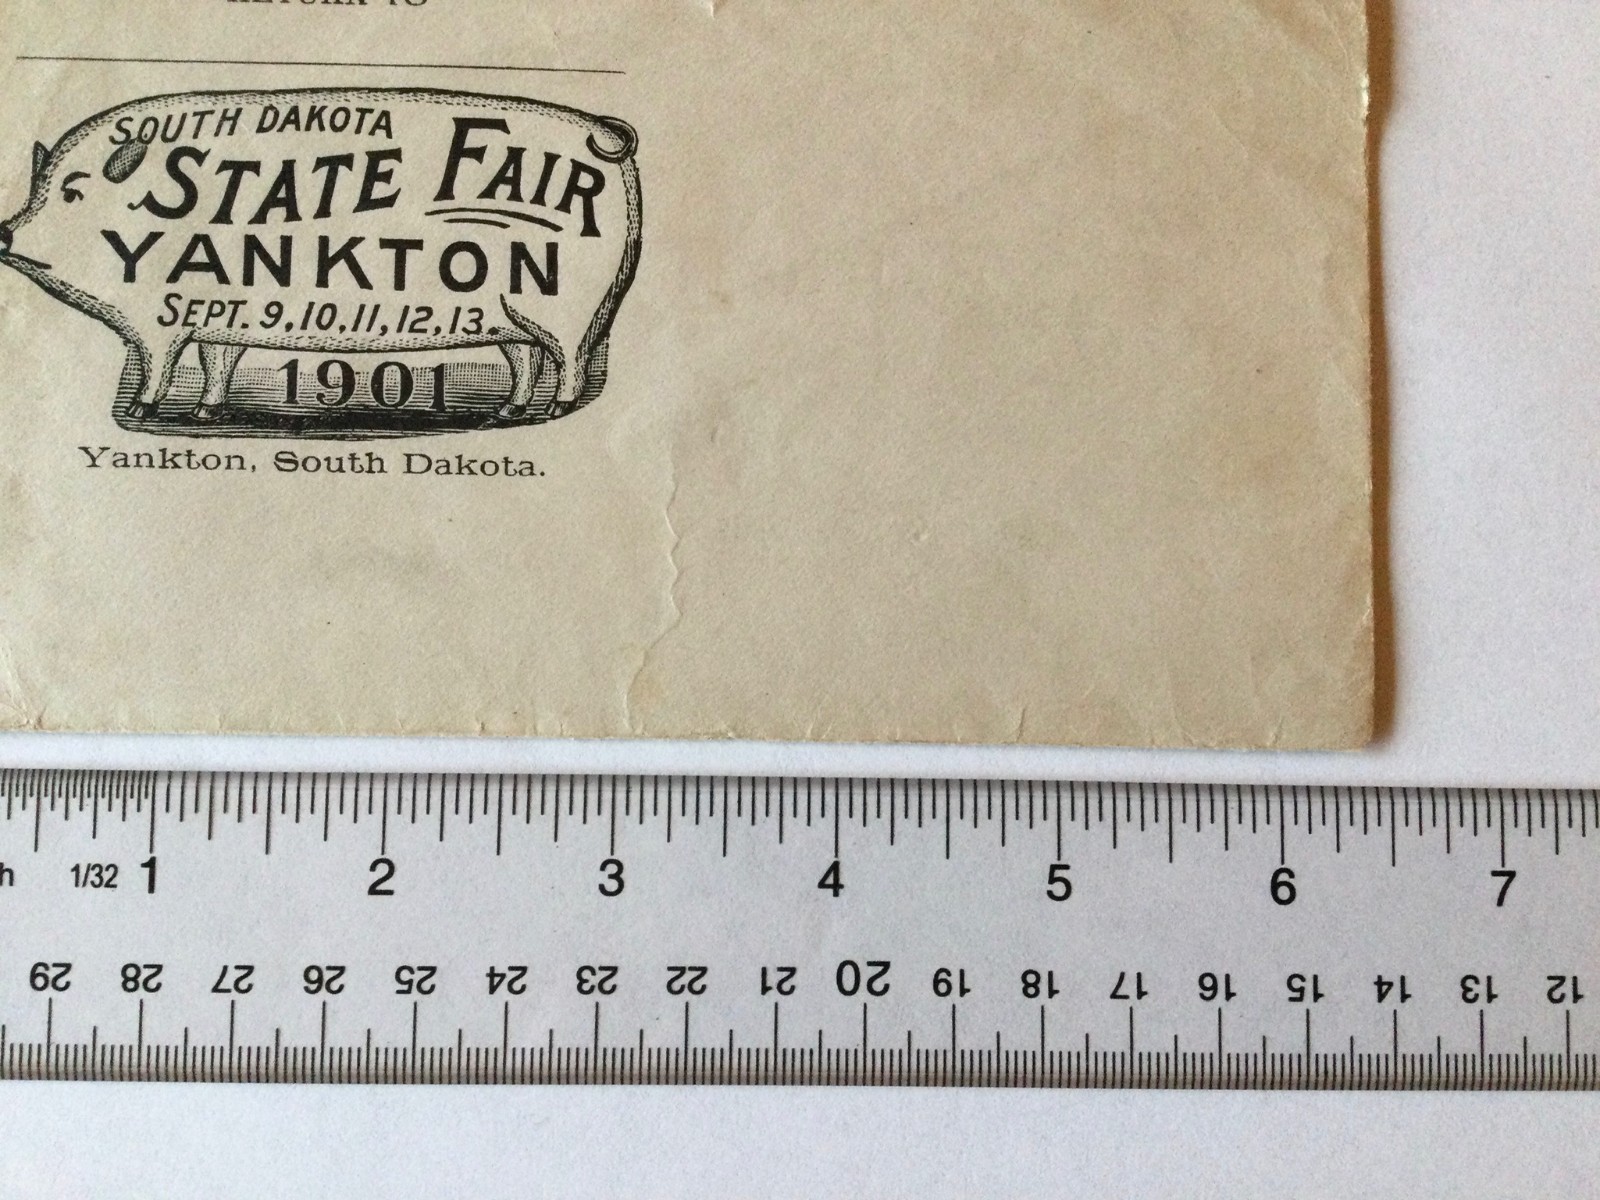 RETURN TO
SOUTH DAKOTA
STATE FAIR
YANKTON
SEPT. 9, 10, 11, 12, 13.
1901
Yankton, South Dakota.
h 1/32 1 2 3 4 5 6 7
29 28 27 26 25 24 23 22 21 20 19 18 17 16 15 14 13 12